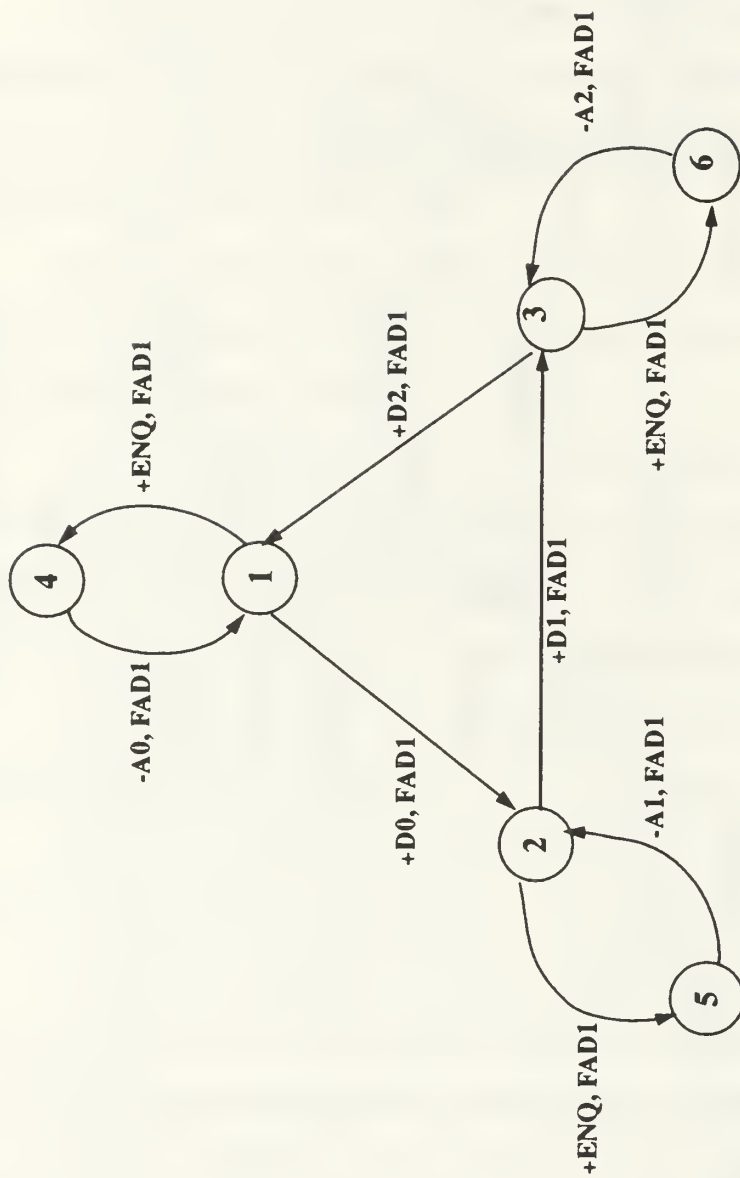 4
+ENQ, FAD1
-A0, FAD1
1
+D2, FAD1
+D0, FAD1
-A2, FAD1
3
6
+ENQ, FAD1
+D1, FAD1
2
-A1, FAD1
5
+ENQ, FAD1